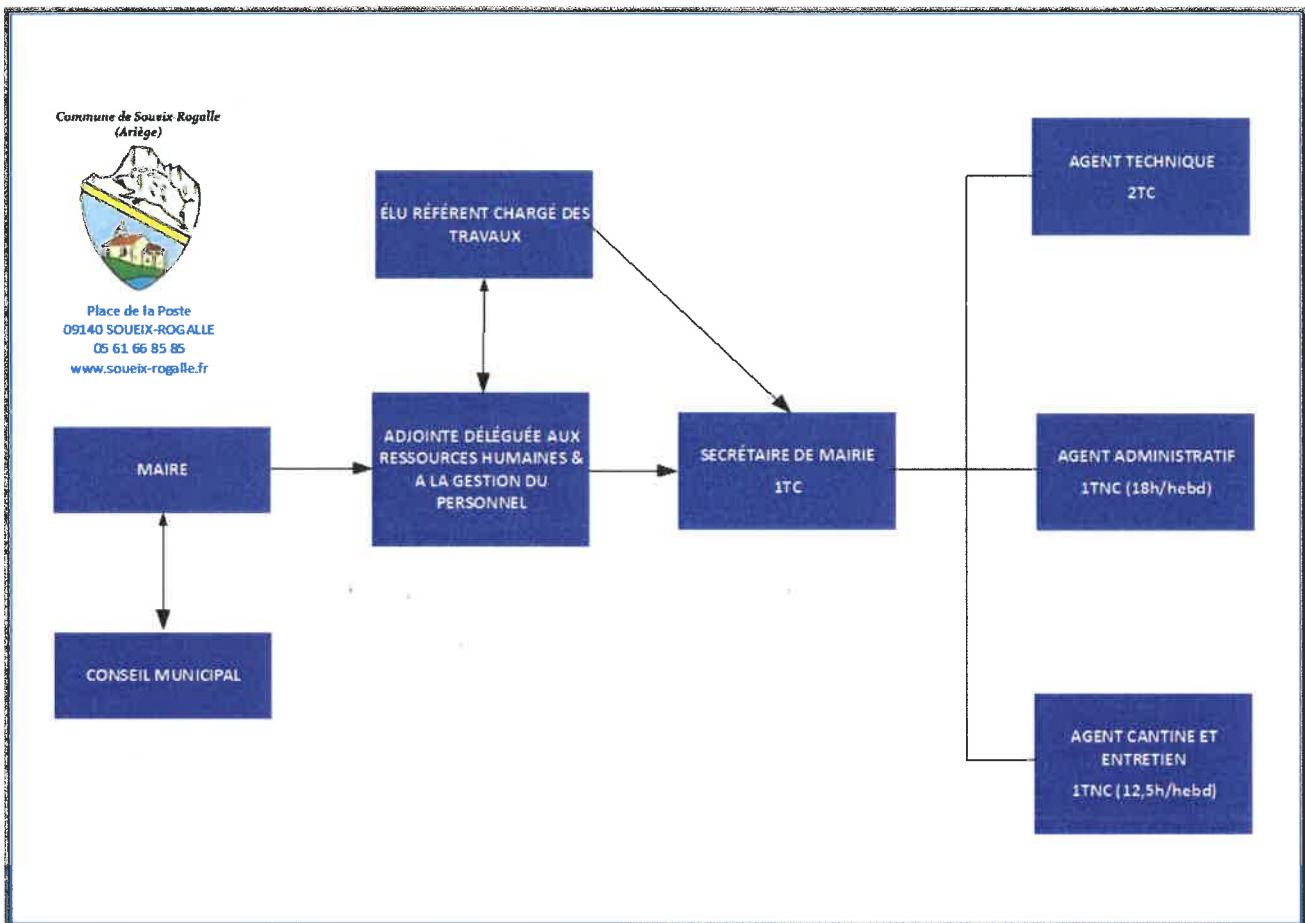 Commune de Soueix-Rogalle
(Ariège)
Place de la Poste
09140 SOUEIX-ROGALLE
05 61 66 85 85
www.soueix-rogalle.fr
ÉLU RÉFÉRENT CHARGÉ DES
TRAVAUX
MAIRE
ADJOINTE DÉLÉGUÉE AUX
RESSOURCES HUMAINES &
A LA GESTION DU
PERSONNEL
SECRÉTAIRE DE MAIRIE
1TC
CONSEIL MUNICIPAL
AGENT TECHNIQUE
2TC
AGENT ADMINISTRATIF
1TNC (18h/hebd)
AGENT CANTINE ET
ENTRETIEN
1TNC (12,5h/hebd)